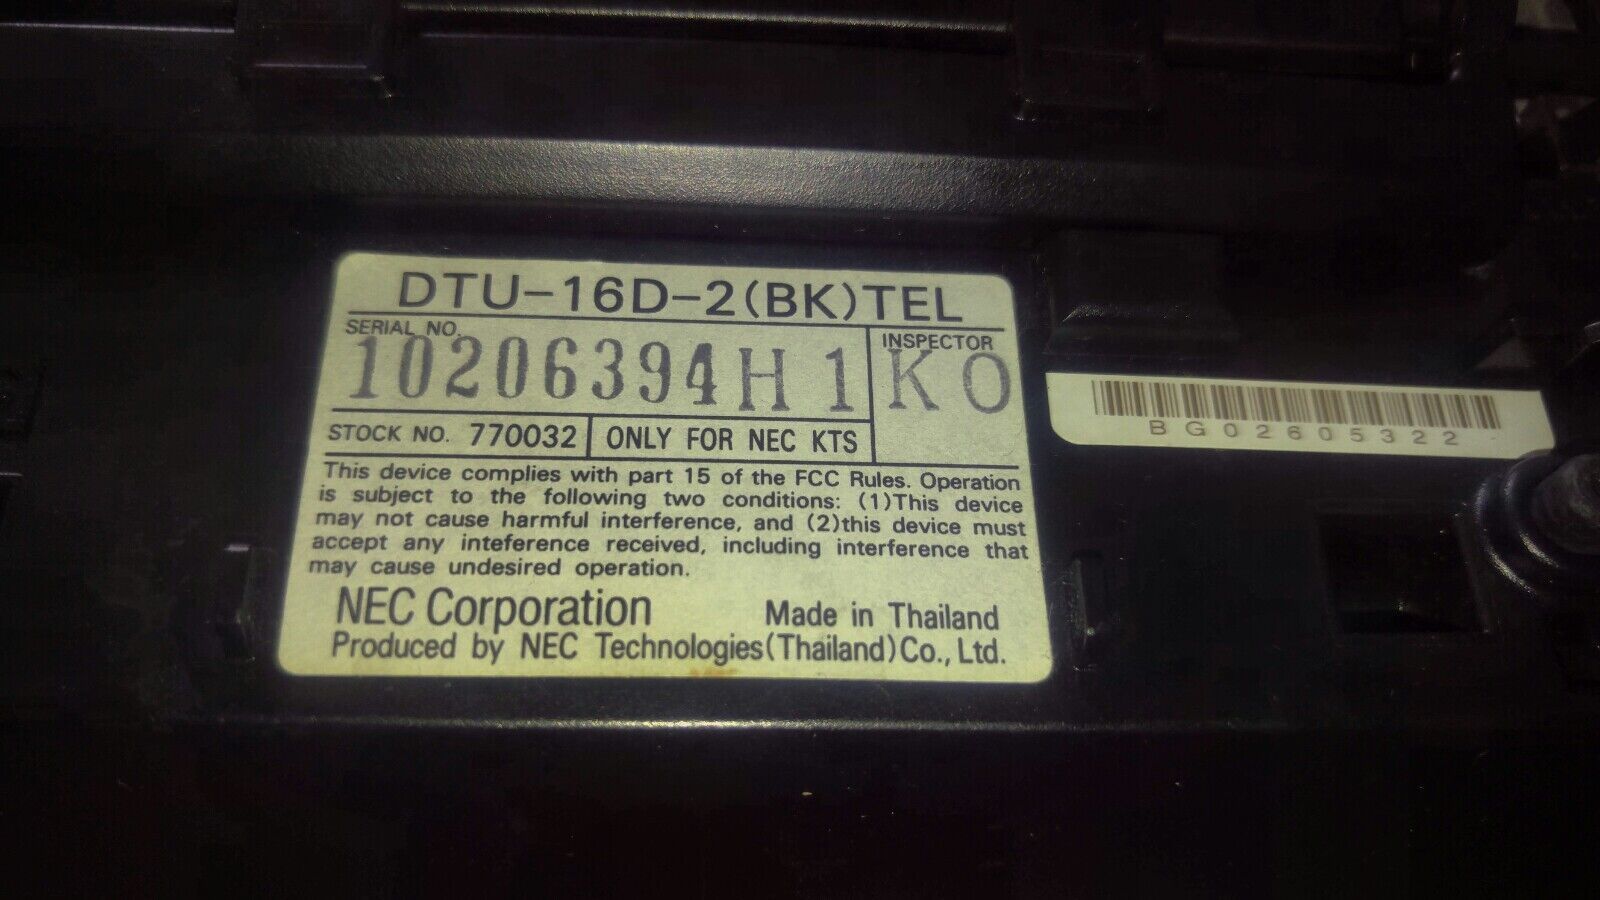 DTU-16D-2(BK)TEL
SERIAL NO.
10206394H1
INSPECTOR
KO
STOCK NO. 770032 ONLY FOR NEC KTS
This device complies with part 15 of the FCC Rules. Operation
is subject to the following two conditions: (1)This device
may not cause harmful interference, and (2)this device must
accept any inteference received, including interference that
may cause undesired operation.
NEC Corporation Made in Thailand
Produced by NEC Technologies(Thailand)Co., Ltd.
BG02605322